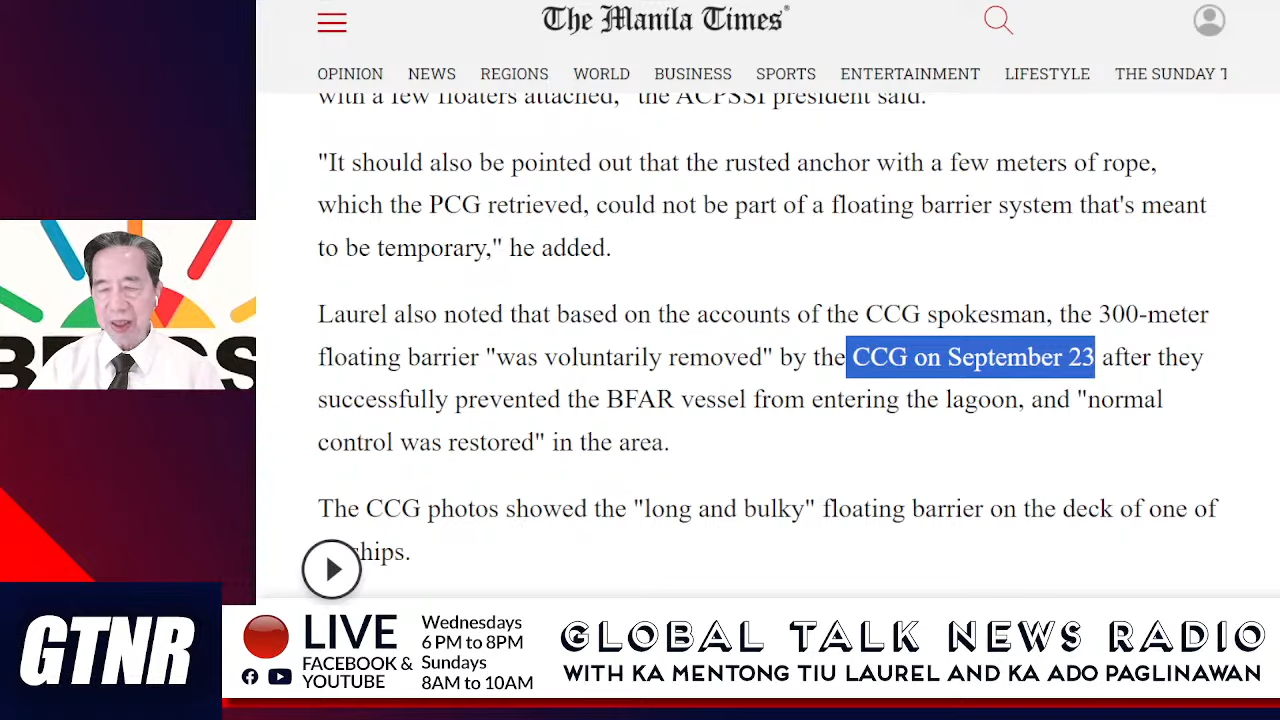 The Manila Times
OPINION NEWS REGIONS WORLD BUSINESS SPORTS ENTERTAINMENT LIFESTYLE THE SUNDAY T
with a few floaters attached," the ACPSSI president said.
"It should also be pointed out that the rusted anchor with a few meters of rope,
which the PCG retrieved, could not be part of a floating barrier system that's meant
to be temporary," he added.
Laurel also noted that based on the accounts of the CCG spokesman, the 300-meter
floating barrier "was voluntarily removed" by the CCG on September 23 after they
successfully prevented the BFAR vessel from entering the lagoon, and "normal
control was restored" in the area.
The CCG photos showed the "long and bulky" floating barrier on the deck of one of
ships.
GTNR
LIVE
FACEBOOK &
YOUTUBE
Wednesdays
6 PM to 8PM
Sundays
8AM to 10AM
GLOBAL TALK NEWS RADIO
WITH KA MENTONG TIU LAUREL AND KA ADO PAGLINAWAN